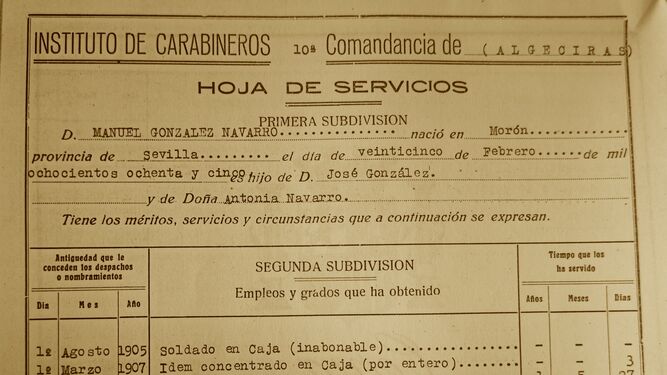 INSTITUTO DE CARABINEROS 10ª Comandancia de (ALGECIRAS)
HOJA DE SERVICIOS
PRIMERA SUBDIVISION
D. MANUEL GONZALEZ NAVARRO............... nació en Morón............
provincia de Sevilla......... el día de veinticinco de Febrero...... de mil
ochocientos ochenta y cinco es hijo de D. José González.
y de Doña Antonia Navarro.
Tiene los méritos, servicios y circunstancias que a continuación se expresan.
Antigüedad que le conceden los despachos o nombramientos
SEGUNDA SUBDIVISION
Empleos y grados que ha obtenido
Tiempo que los ha servido
Dia Mes Año Años Meses Dias
1º Agosto 1905 Soldado en Caja (inabonable)...... - - -
1º Marzo 1907 Idem concentrado en Caja (por entero)...... - - 3